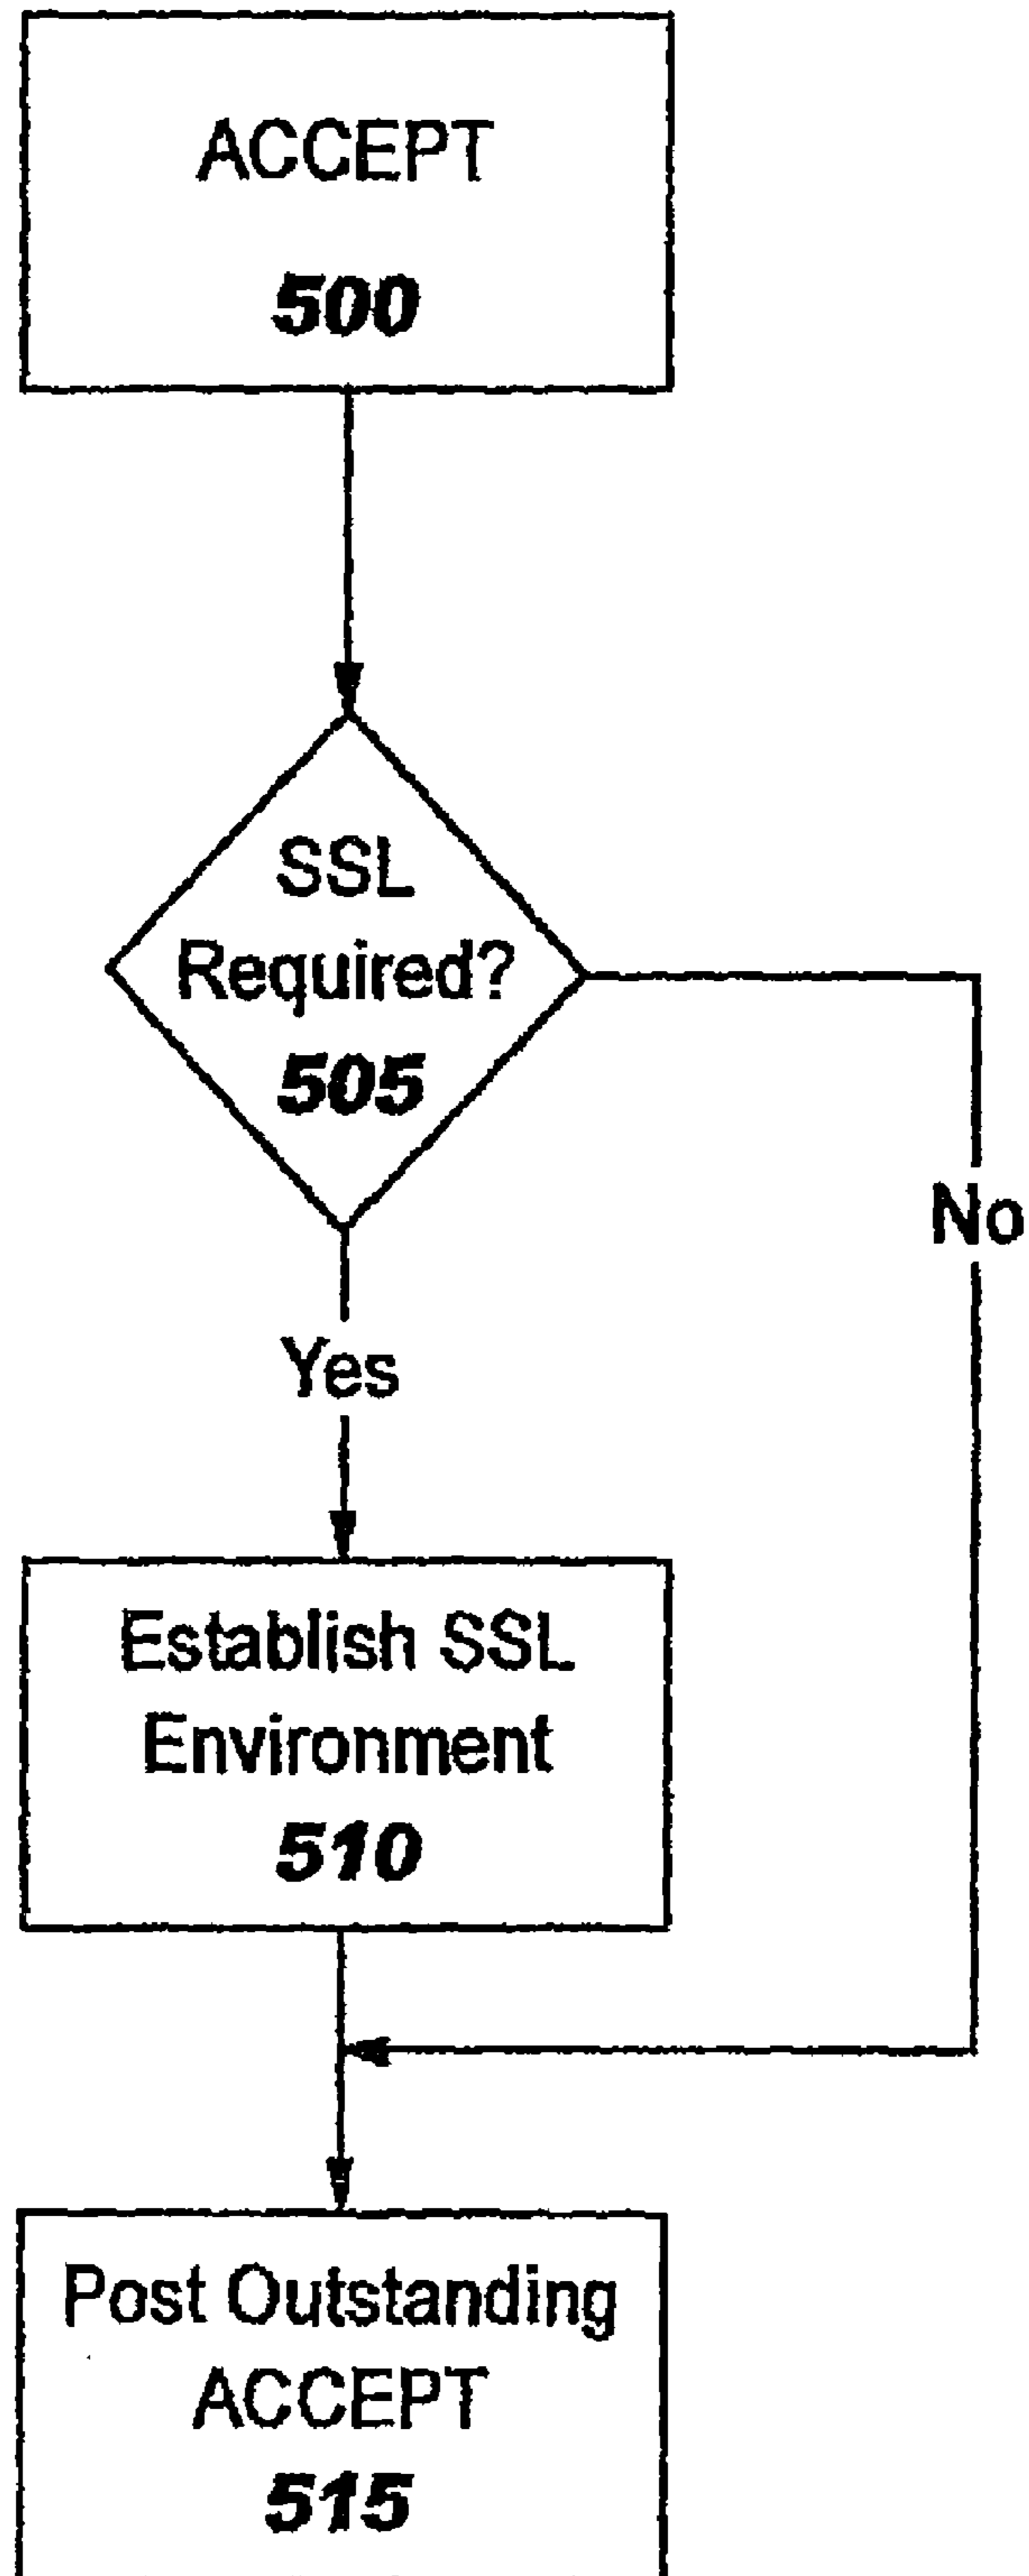 ACCEPT
500
SSL
Required?
505
No
Yes
Establish SSL
Environment
510
Post Outstanding
ACCEPT
515